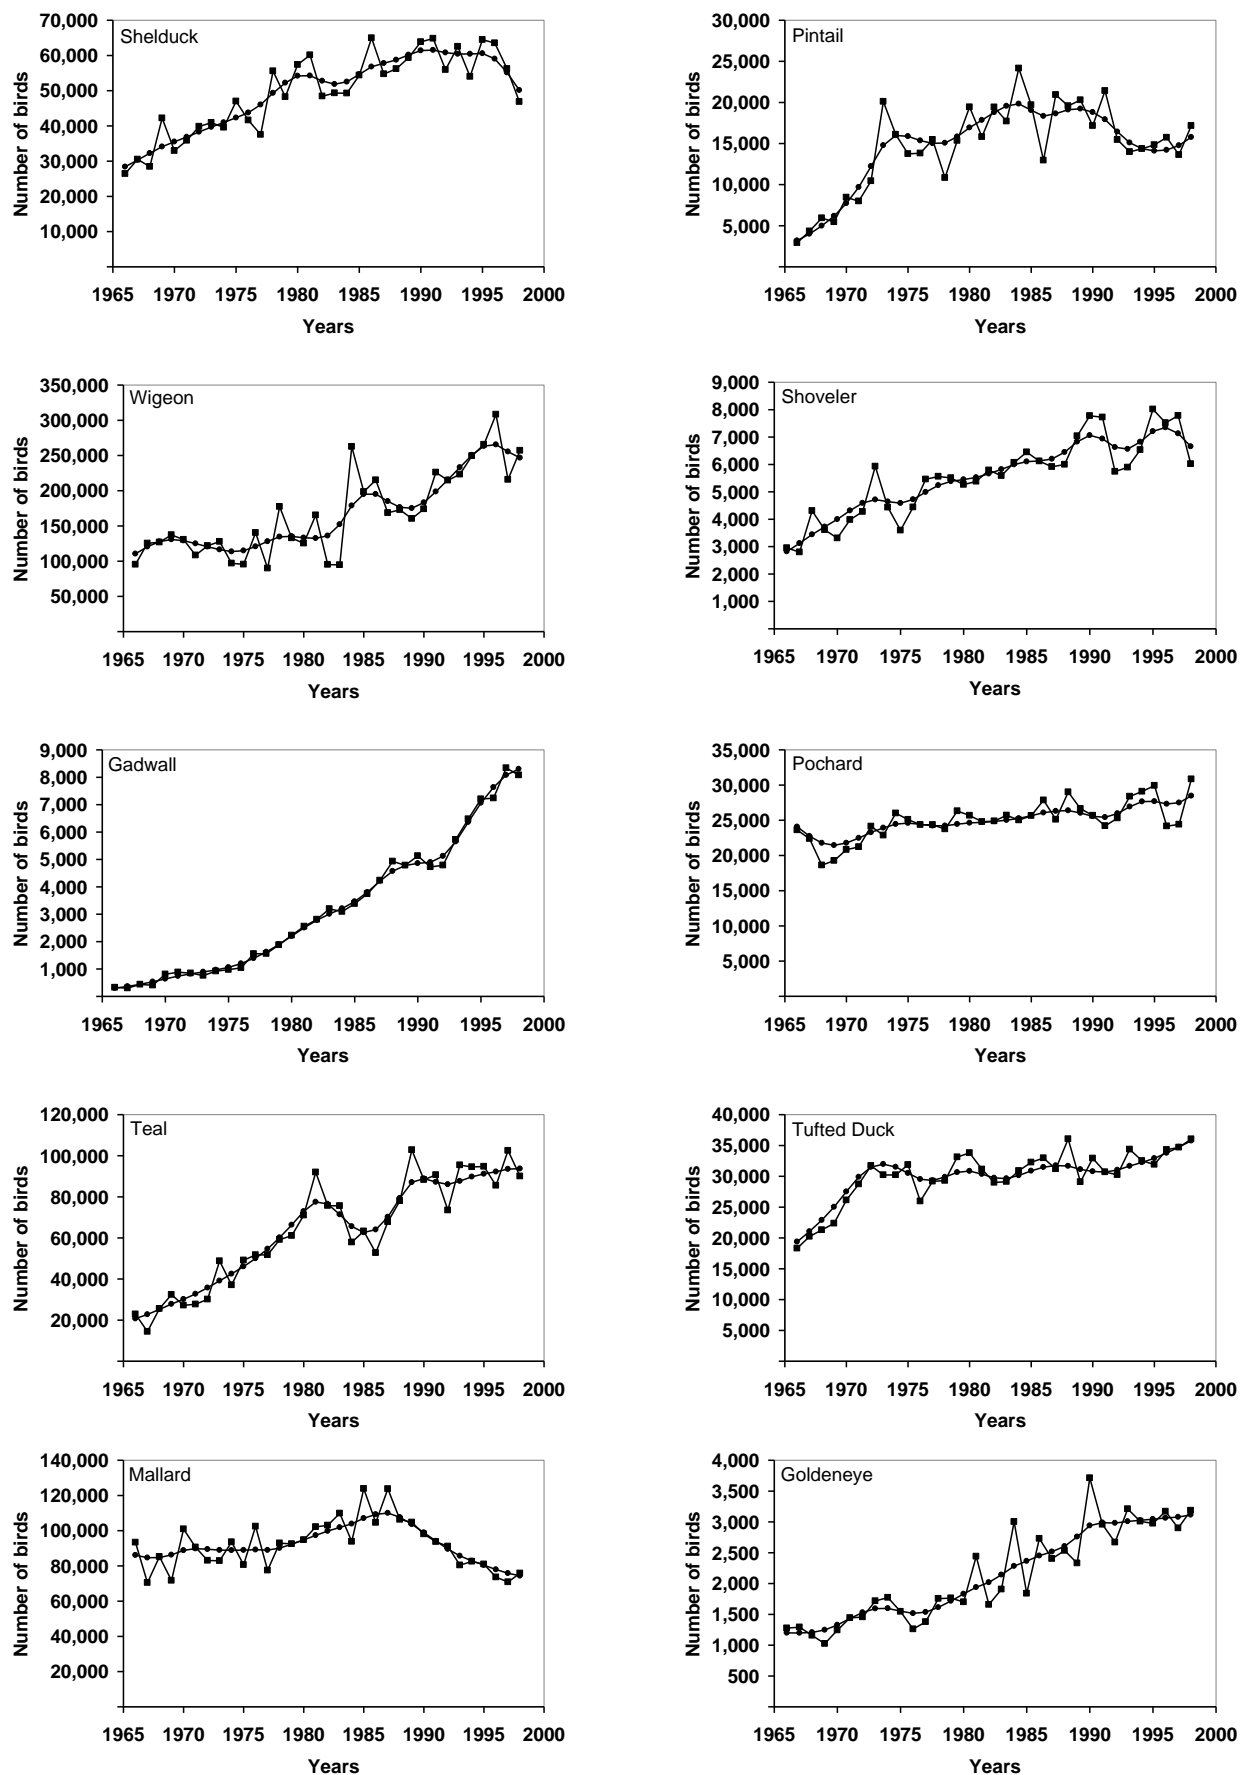 70,000
60,000
50,000
40,000
30,000
20,000
10,000
Number of birds
Shelduck
1965 1970 1975 1980 1985 1990 1995 2000
Years
30,000
25,000
20,000
15,000
10,000
5,000
Number of birds
Pintail
1965 1970 1975 1980 1985 1990 1995 2000
Years
350,000
300,000
250,000
200,000
150,000
100,000
50,000
Number of birds
Wigeon
1965 1970 1975 1980 1985 1990 1995 2000
Years
9,000
8,000
7,000
6,000
5,000
4,000
3,000
2,000
1,000
Number of birds
Shoveler
1965 1970 1975 1980 1985 1990 1995 2000
Years
9,000
8,000
7,000
6,000
5,000
4,000
3,000
2,000
1,000
Number of birds
Gadwall
1965 1970 1975 1980 1985 1990 1995 2000
Years
35,000
30,000
25,000
20,000
15,000
10,000
5,000
Number of birds
Pochard
1965 1970 1975 1980 1985 1990 1995 2000
Years
120,000
100,000
80,000
60,000
40,000
20,000
Number of birds
Teal
1965 1970 1975 1980 1985 1990 1995 2000
Years
40,000
35,000
30,000
25,000
20,000
15,000
10,000
5,000
Number of birds
Tufted Duck
1965 1970 1975 1980 1985 1990 1995 2000
Years
140,000
120,000
100,000
80,000
60,000
40,000
20,000
Number of birds
Mallard
1965 1970 1975 1980 1985 1990 1995 2000
Years
4,000
3,500
3,000
2,500
2,000
1,500
1,000
500
Number of birds
Goldeneye
1965 1970 1975 1980 1985 1990 1995 2000
Years